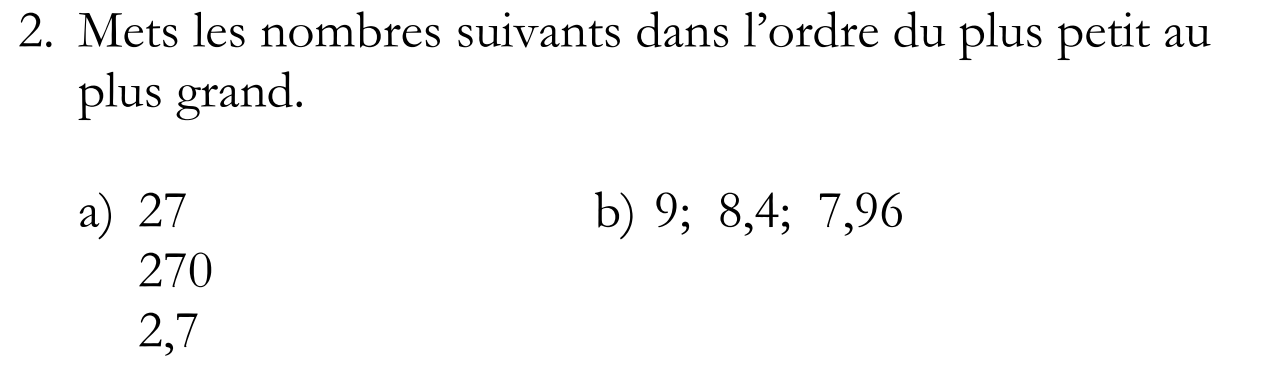 2. Mets les nombres suivants dans l’ordre du plus petit au
plus grand.
a) 27
270
2,7
b) 9; 8,4; 7,96